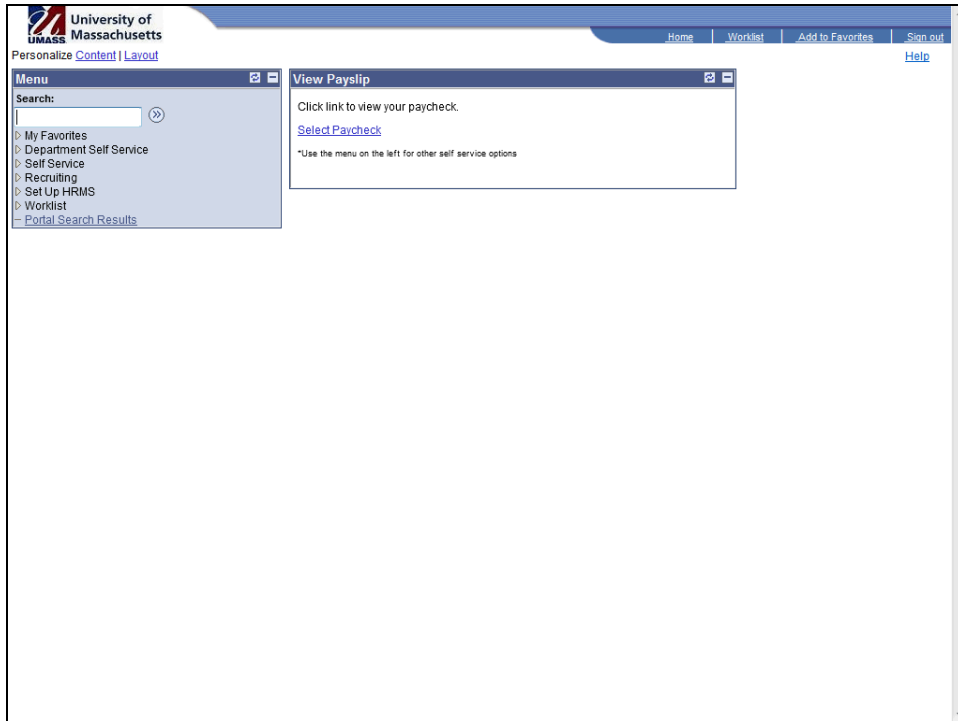 University of
Massachusetts
UMASS
Home Worklist Add to Favorites Sign out
Personalize Content | Layout
Help
Menu
Search:
My Favorites
Department Self Service
Self Service
Recruiting
Set Up HRMS
Worklist
Portal Search Results
View Payslip
Click link to view your paycheck.
Select Paycheck
*Use the menu on the left for other self service options